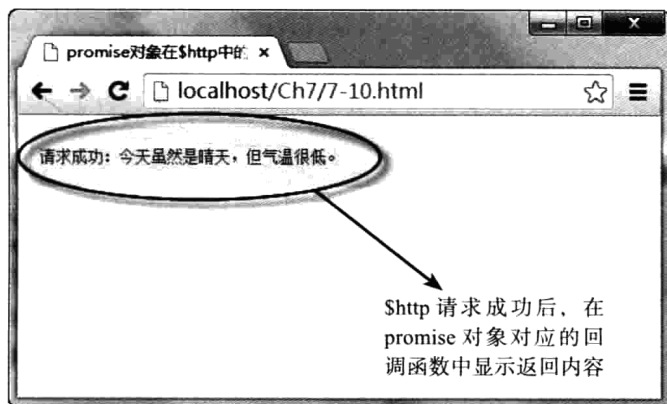 promise对象在$http中的
localhost/Ch7/7-10.html
请求成功：今天虽然是晴天，但气温很低。
$http 请求成功后，在
promise 对象对应的回
调函数中显示返回内容